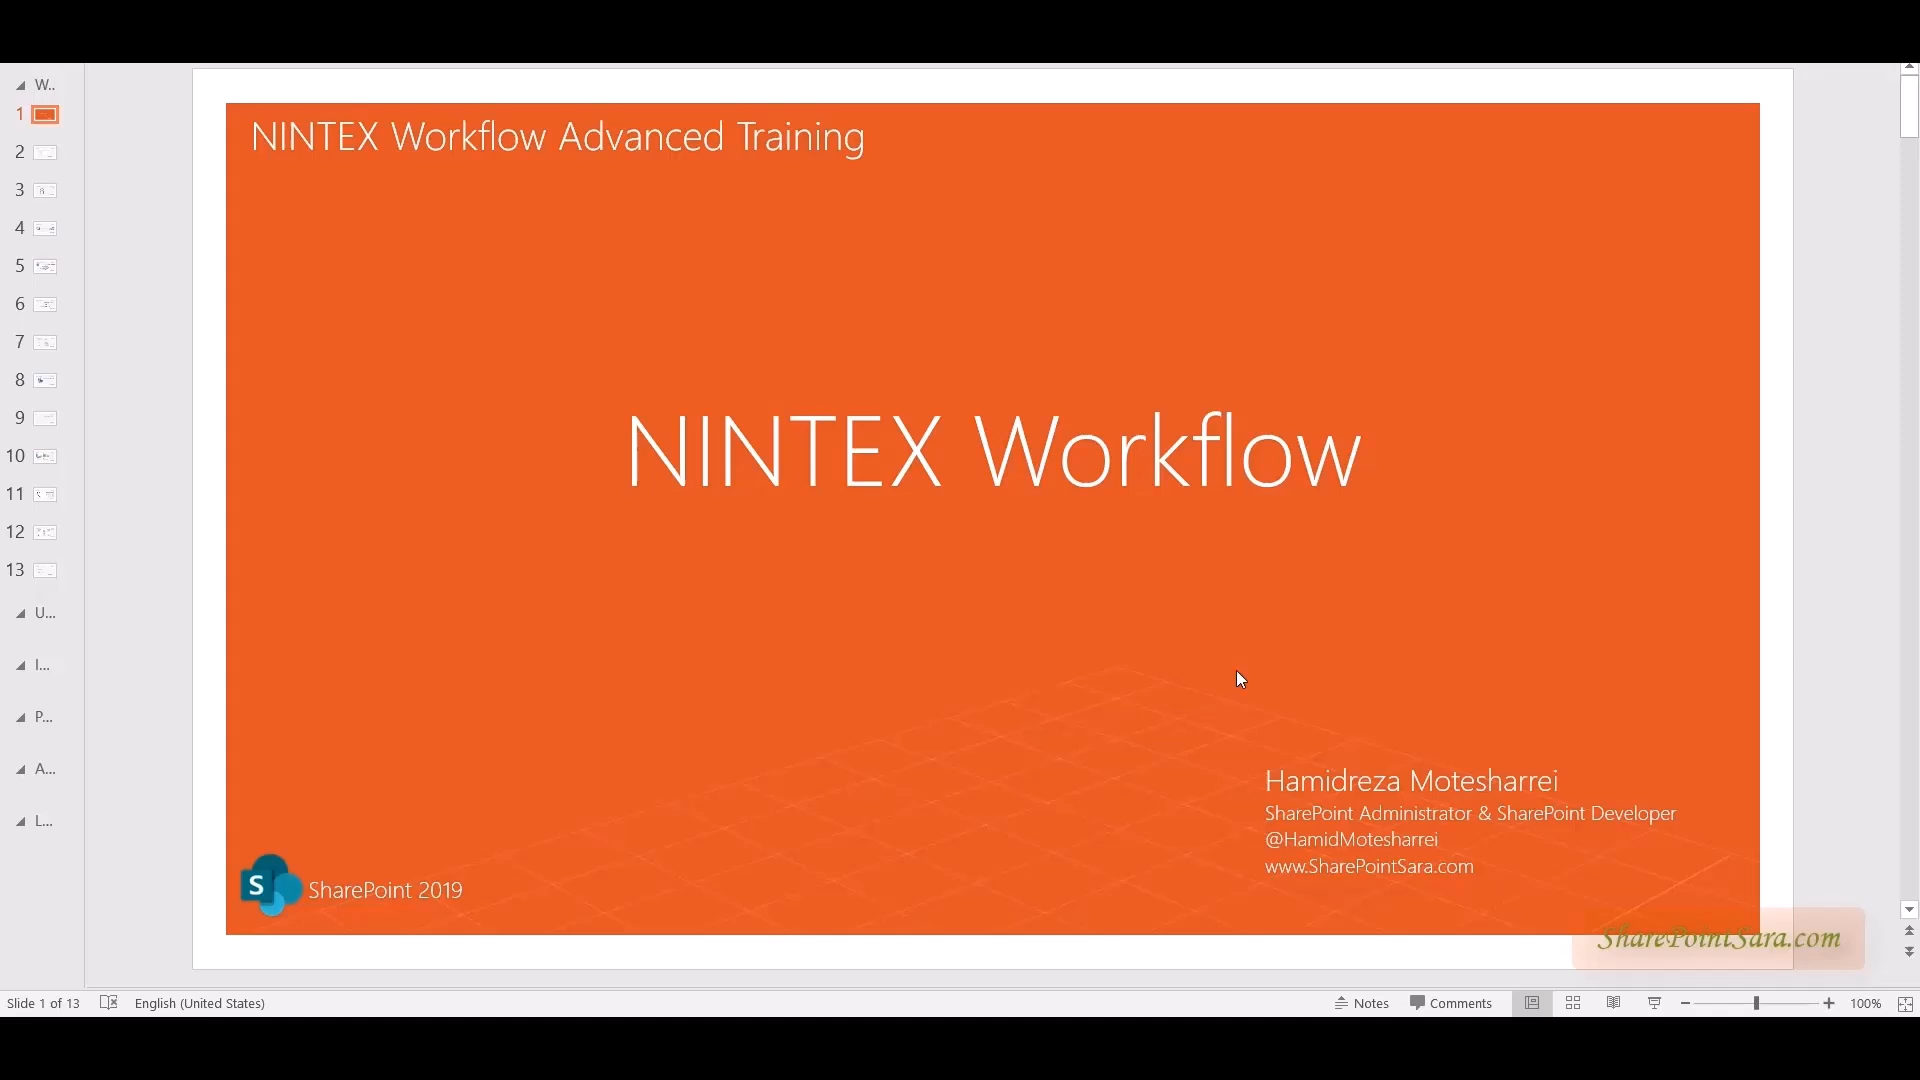 W..
1
2
3
4
5
6
7
8
9
10
11
12
13
U...
I...
P...
A...
L...
NINTEX Workflow Advanced Training
NINTEX Workflow
Hamidreza Motesharrei
SharePoint Administrator & SharePoint Developer
@HamidMotesharrei
www.SharePointSara.com
S SharePoint 2019
SharePointSara.com
Slide 1 of 13 English (United States) Notes Comments 100%